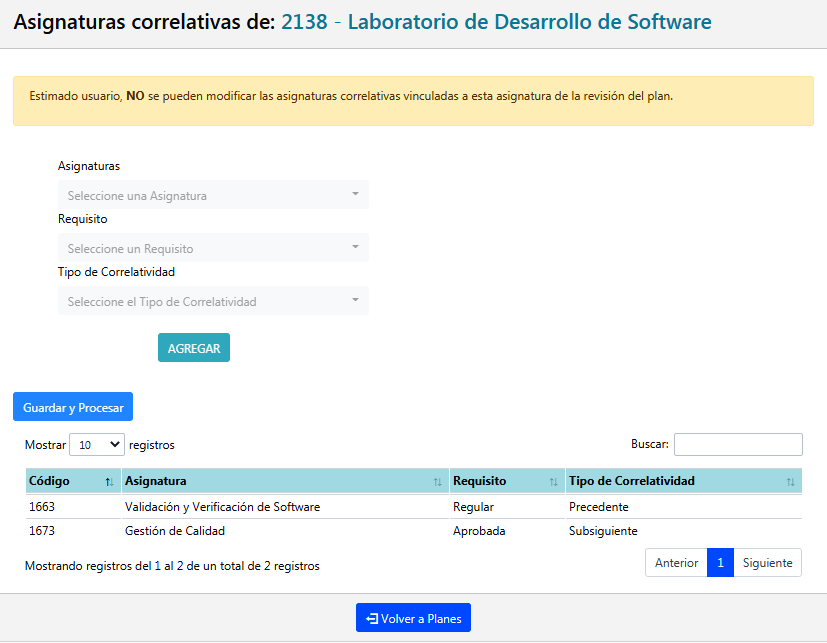 Asignaturas correlativas de: 2138 - Laboratorio de Desarrollo de Software
Estimado usuario, NO se pueden modificar las asignaturas correlativas vinculadas a esta asignatura de la revisión del plan.
Asignaturas
Seleccione una Asignatura
Requisito
Seleccione un Requisito
Tipo de Correlatividad
Seleccione el Tipo de Correlatividad
AGREGAR
Guardar y Procesar
Mostrar 10 registros Buscar:
Código Asignatura Requisito Tipo de Correlatividad
1663 Validación y Verificación de Software Regular Precedente
1673 Gestión de Calidad Aprobada Subsiguiente
Mostrando registros del 1 al 2 de un total de 2 registros Anterior 1 Siguiente
Volver a Planes